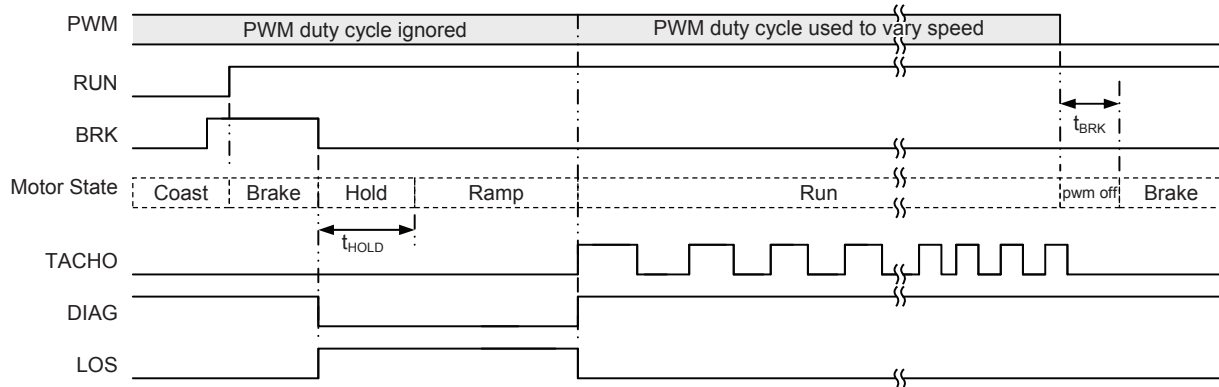 PWM
PWM duty cycle ignored
PWM duty cycle used to vary speed
RUN
BRK
tBRK
Motor State
Coast
Brake
Hold
Ramp
Run
pwm off
Brake
tHOLD
TACHO
DIAG
LOS